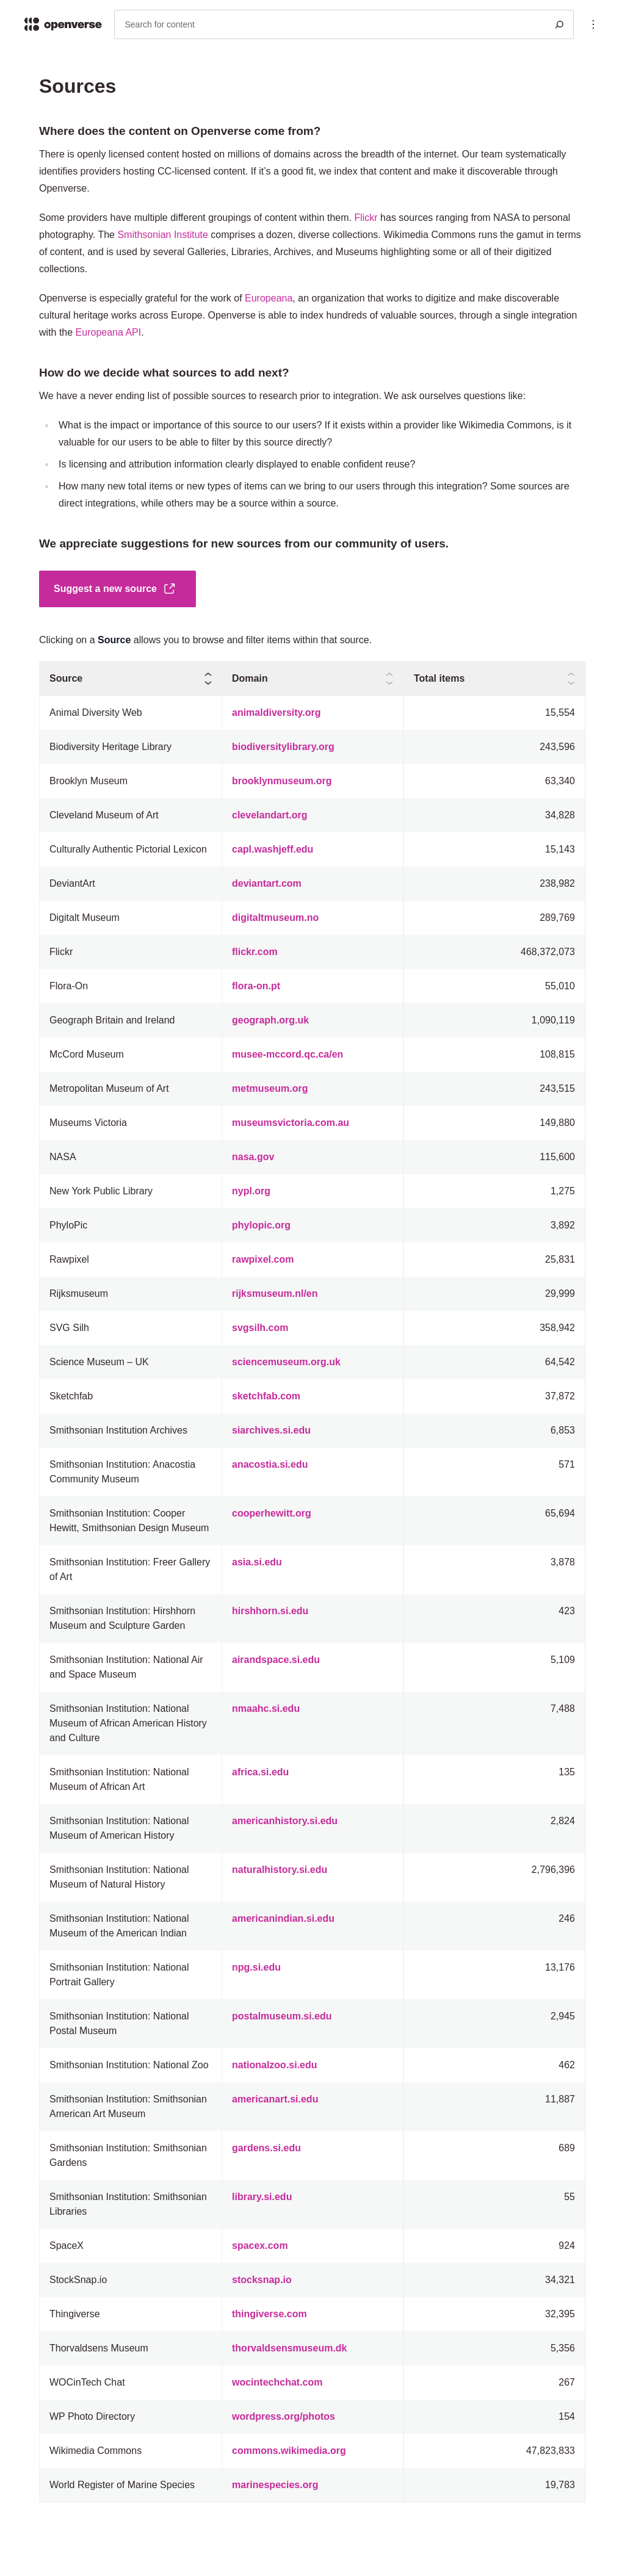 openverse
Search for content
Sources
Where does the content on Openverse come from?
There is openly licensed content hosted on millions of domains across the breadth of the internet. Our team systematically
identifies providers hosting CC-licensed content. If it's a good fit, we index that content and make it discoverable through
Openverse.
Some providers have multiple different groupings of content within them. Flickr has sources ranging from NASA to personal
photography. The Smithsonian Institute comprises a dozen, diverse collections. Wikimedia Commons runs the gamut in terms
of content, and is used by several Galleries, Libraries, Archives, and Museums highlighting some or all of their digitized
collections.
Openverse is especially grateful for the work of Europeana, an organization that works to digitize and make discoverable
cultural heritage works across Europe. Openverse is able to index hundreds of valuable sources, through a single integration
with the Europeana API.
How do we decide what sources to add next?
We have a never ending list of possible sources to research prior to integration. We ask ourselves questions like:
What is the impact or importance of this source to our users? If it exists within a provider like Wikimedia Commons, is it
valuable for our users to be able to filter by this source directly?
Is licensing and attribution information clearly displayed to enable confident reuse?
How many new total items or new types of items can we bring to our users through this integration? Some sources are
direct integrations, while others may be a source within a source.
We appreciate suggestions for new sources from our community of users.
Suggest a new source
Clicking on a Source allows you to browse and filter items within that source.
Source Domain Total items
Animal Diversity Web animaldiversity.org 15,554
Biodiversity Heritage Library biodiversitylibrary.org 243,596
Brooklyn Museum brooklynmuseum.org 63,340
Cleveland Museum of Art clevelandart.org 34,828
Culturally Authentic Pictorial Lexicon capl.washjeff.edu 15,143
DeviantArt deviantart.com 238,982
Digitalt Museum digitaltmuseum.no 289,769
Flickr flickr.com 468,372,073
Flora-On flora-on.pt 55,010
Geograph Britain and Ireland geograph.org.uk 1,090,119
McCord Museum musee-mccord.qc.ca/en 108,815
Metropolitan Museum of Art metmuseum.org 243,515
Museums Victoria museumsvictoria.com.au 149,880
NASA nasa.gov 115,600
New York Public Library nypl.org 1,275
PhyloPic phylopic.org 3,892
Rawpixel rawpixel.com 25,831
Rijksmuseum rijksmuseum.nl/en 29,999
SVG Silh svgsilh.com 358,942
Science Museum – UK sciencemuseum.org.uk 64,542
Sketchfab sketchfab.com 37,872
Smithsonian Institution Archives siarchives.si.edu 6,853
Smithsonian Institution: Anacostia anacostia.si.edu 571
Community Museum
Smithsonian Institution: Cooper cooperhewitt.org 65,694
Hewitt, Smithsonian Design Museum
Smithsonian Institution: Freer Gallery asia.si.edu 3,878
of Art
Smithsonian Institution: Hirshhorn hirshhorn.si.edu 423
Museum and Sculpture Garden
Smithsonian Institution: National Air airandspace.si.edu 5,109
and Space Museum
Smithsonian Institution: National nmaahc.si.edu 7,488
Museum of African American History
and Culture
Smithsonian Institution: National africa.si.edu 135
Museum of African Art
Smithsonian Institution: National americanhistory.si.edu 2,824
Museum of American History
Smithsonian Institution: National naturalhistory.si.edu 2,796,396
Museum of Natural History
Smithsonian Institution: National americanindian.si.edu 246
Museum of the American Indian
Smithsonian Institution: National npg.si.edu 13,176
Portrait Gallery
Smithsonian Institution: National postalmuseum.si.edu 2,945
Postal Museum
Smithsonian Institution: National Zoo nationalzoo.si.edu 462
Smithsonian Institution: Smithsonian americanart.si.edu 11,887
American Art Museum
Smithsonian Institution: Smithsonian gardens.si.edu 689
Gardens
Smithsonian Institution: Smithsonian library.si.edu 55
Libraries
SpaceX spacex.com 924
StockSnap.io stocksnap.io 34,321
Thingiverse thingiverse.com 32,395
Thorvaldsens Museum thorvaldsensmuseum.dk 5,356
WOCinTech Chat wocintechchat.com 267
WP Photo Directory wordpress.org/photos 154
Wikimedia Commons commons.wikimedia.org 47,823,833
World Register of Marine Species marinespecies.org 19,783